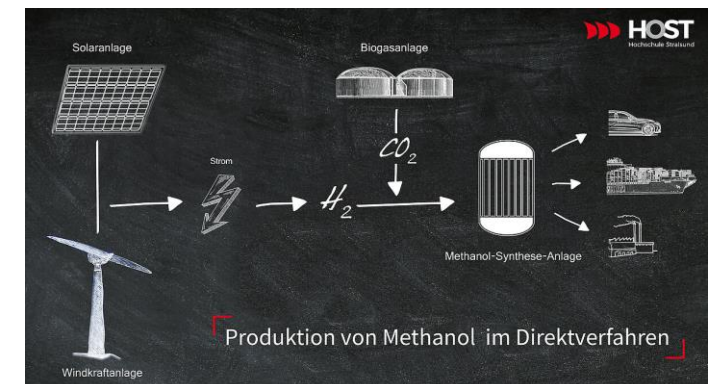 HOST
Hochschule Stralsund
Solaranlage
Biogasanlage
CO2
Strom
H2
Methanol-Synthese-Anlage
Produktion von Methanol im Direktverfahren
Windkraftanlage